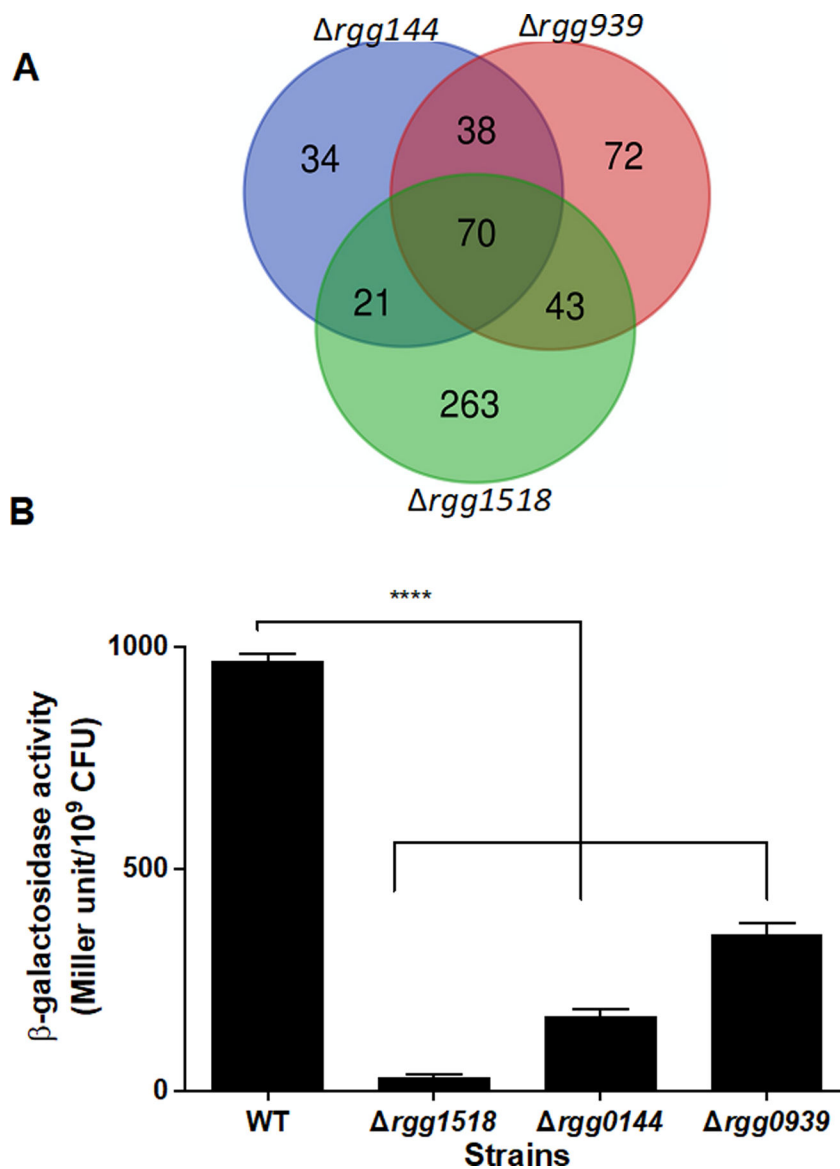 Δrgg144
Δrgg939
A
34
38
72
70
21
43
263
Δrgg1518
B
****
β-galactosidase activity
(Miller unit/10⁹ CFU)
1000
500
0
WT
Δrgg1518
Δrgg0144
Δrgg0939
Strains